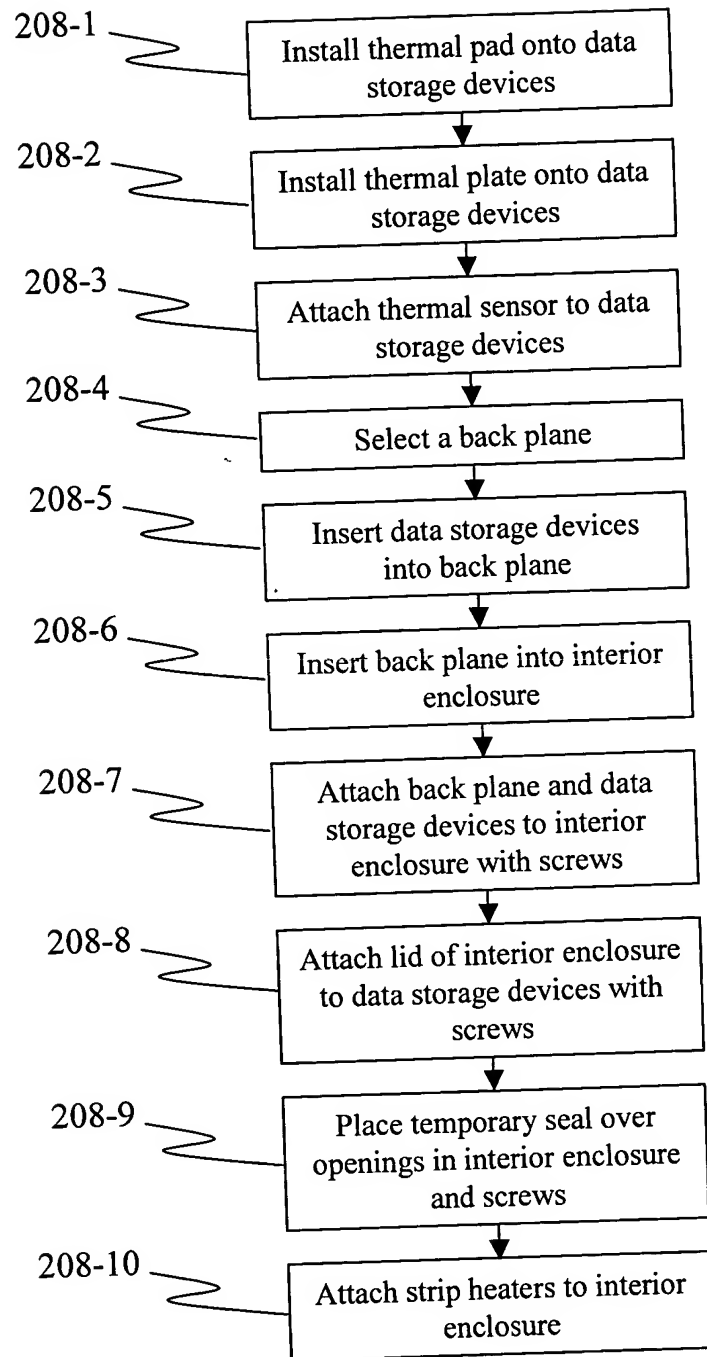 208-1
Install thermal pad onto data
storage devices
208-2
Install thermal plate onto data
storage devices
208-3
Attach thermal sensor to data
storage devices
208-4
Select a back plane
208-5
Insert data storage devices
into back plane
208-6
Insert back plane into interior
enclosure
208-7
Attach back plane and data
storage devices to interior
enclosure with screws
208-8
Attach lid of interior enclosure
to data storage devices with
screws
208-9
Place temporary seal over
openings in interior enclosure
and screws
208-10
Attach strip heaters to interior
enclosure